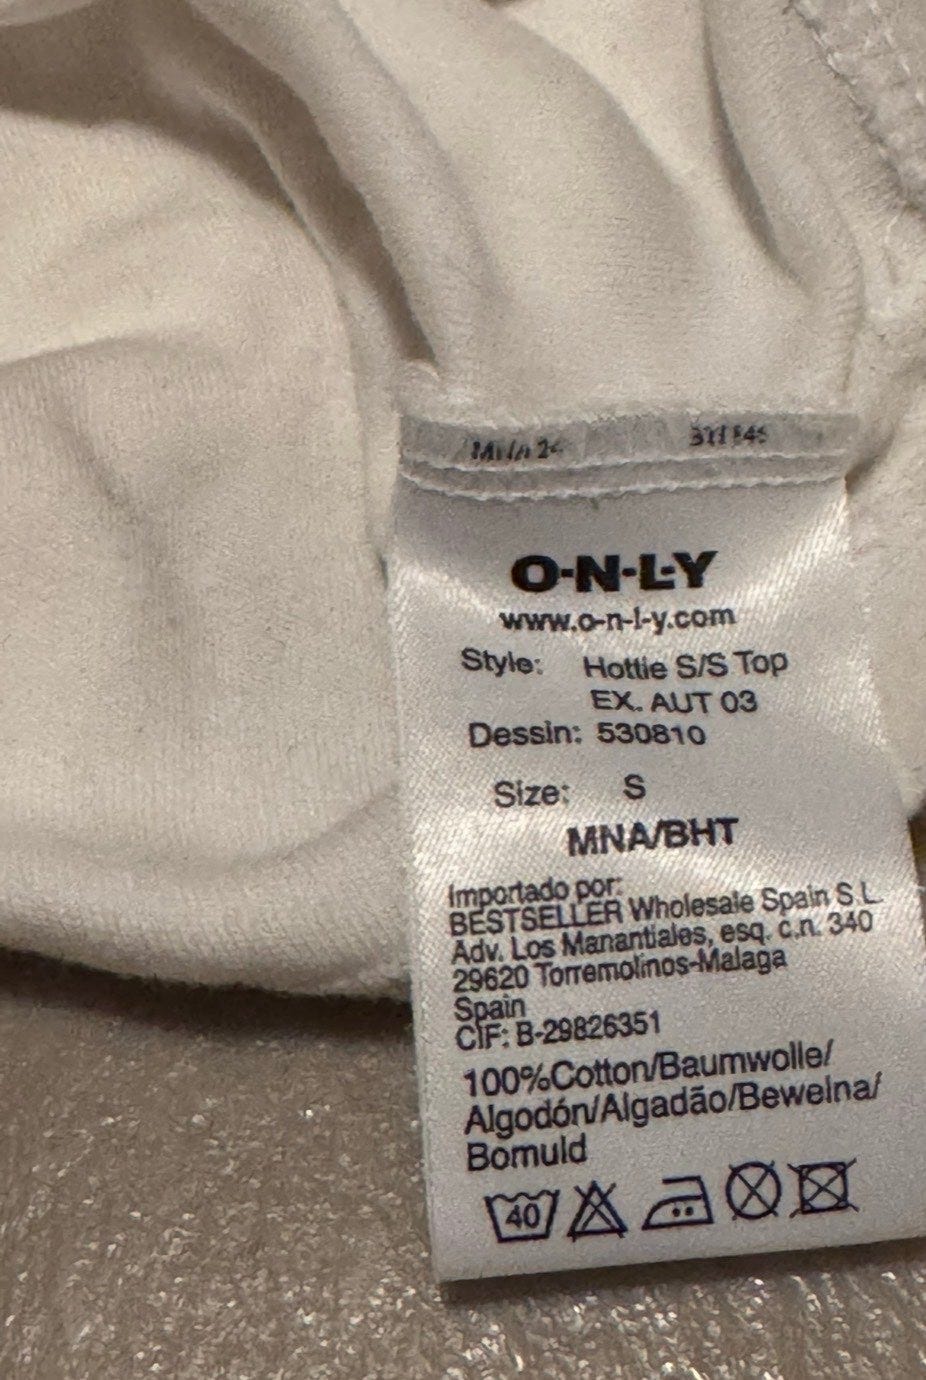 O-N-L-Y
www.o-n-l-y.com
Style: Hottie S/S Top
EX. AUT 03
Dessin: 530810
Size: S
MNA/BHT
Importado por:
BESTSELLER Wholesale Spain S.L.
Adv. Los Manantiales, esq. c.n. 340
29620 Torremolinos-Malaga
Spain
CIF: B-29826351
100%Cotton/Baumwolle/
Algodón/Algadão/Bewelna/
Bomuld
40